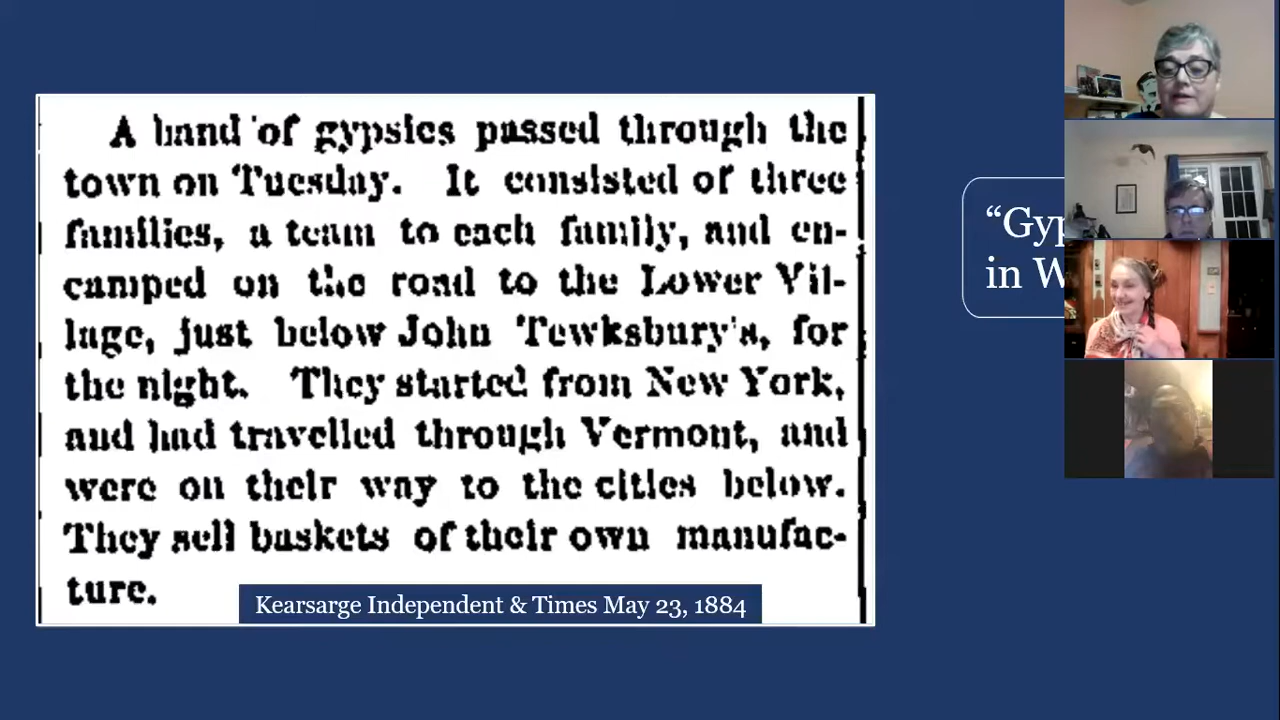 A band of gypsies passed through the
town on Tuesday. It consisted of three
families, a team to each family, and en-
camped on the road to the Lower Vil-
lage, just below John Tewksbury's, for
the night. They started from New York,
and had travelled through Vermont, and
were on their way to the cities below.
They sell baskets of their own manufac-
ture.
Kearsarge Independent & Times May 23, 1884
“Gyp
in W